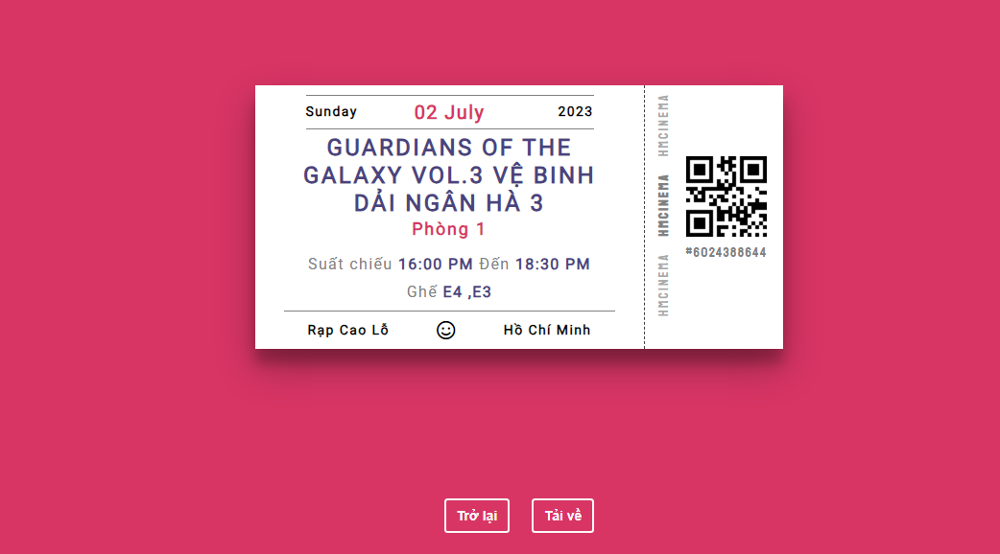 Sunday 02 July 2023
GUARDIANS OF THE
GALAXY VOL.3 VỆ BINH
DẢI NGÂN HÀ 3
Phòng 1
Suất chiếu 16:00 PM Đến 18:30 PM
Ghế E4 ,E3
Rạp Cao Lỗ Hồ Chí Minh
HMCINEMA
HMCINEMA
HMCINEMA
#6024388644
Trở lại
Tải về